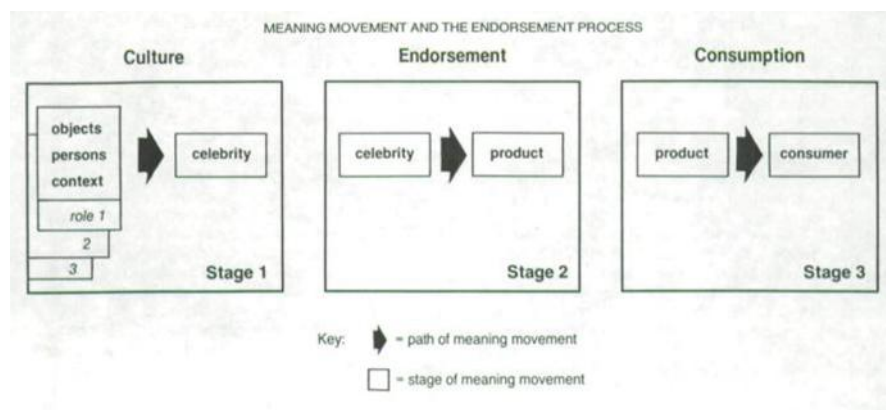 MEANING MOVEMENT AND THE ENDORSEMENT PROCESS
Culture
Endorsement
Consumption
objects
persons
context
role 1
2
3
celebrity
Stage 1
celebrity
product
Stage 2
product
consumer
Stage 3
Key:
= path of meaning movement
= stage of meaning movement